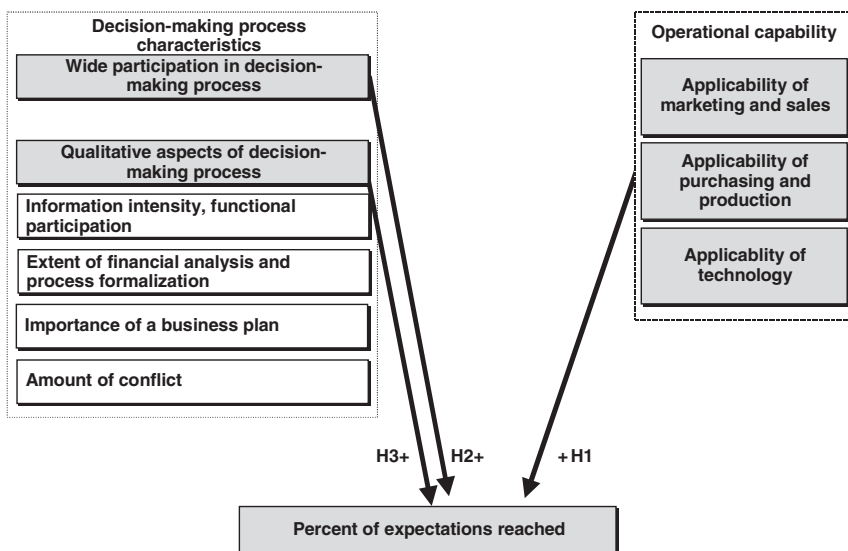 Decision-making process
characteristics
Wide participation in decision-
making process
Qualitative aspects of decision-
making process
Information intensity, functional
participation
Extent of financial analysis and
process formalization
Importance of a business plan
Amount of conflict
Operational capability
Applicability of
marketing and sales
Applicability of
purchasing and
production
Applicablity of
technology
H3+
H2+
+H1
Percent of expectations reached